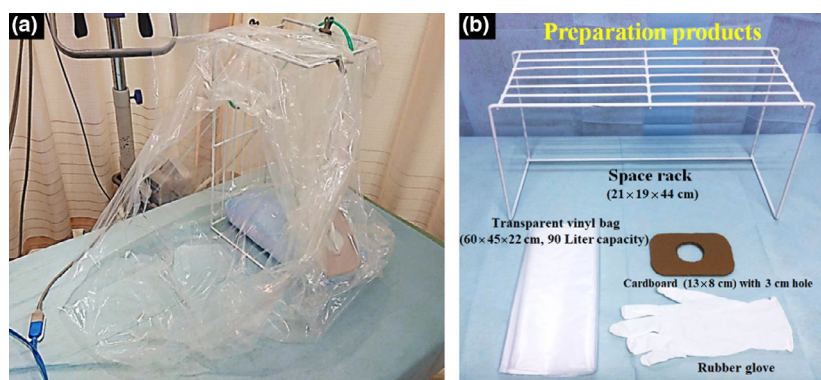 (a)
(b)
Preparation products
Space rack
(21×19×44 cm)
Transparent vinyl bag
(60×45×22 cm, 90 Liter capacity)
Cardboard (13×8 cm) with 3 cm hole
Rubber glove